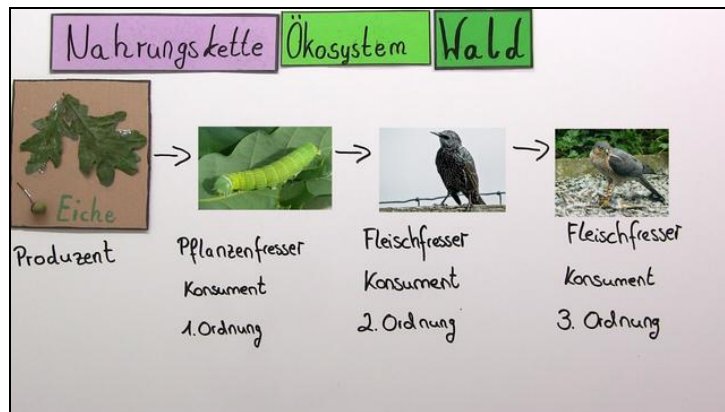 Nahrungskette Ökosystem Wald
Eiche
Produzent
Pflanzenfresser
Konsument
1. Ordnung
Fleischfresser
Konsument
2. Ordnung
Fleischfresser
Konsument
3. Ordnung